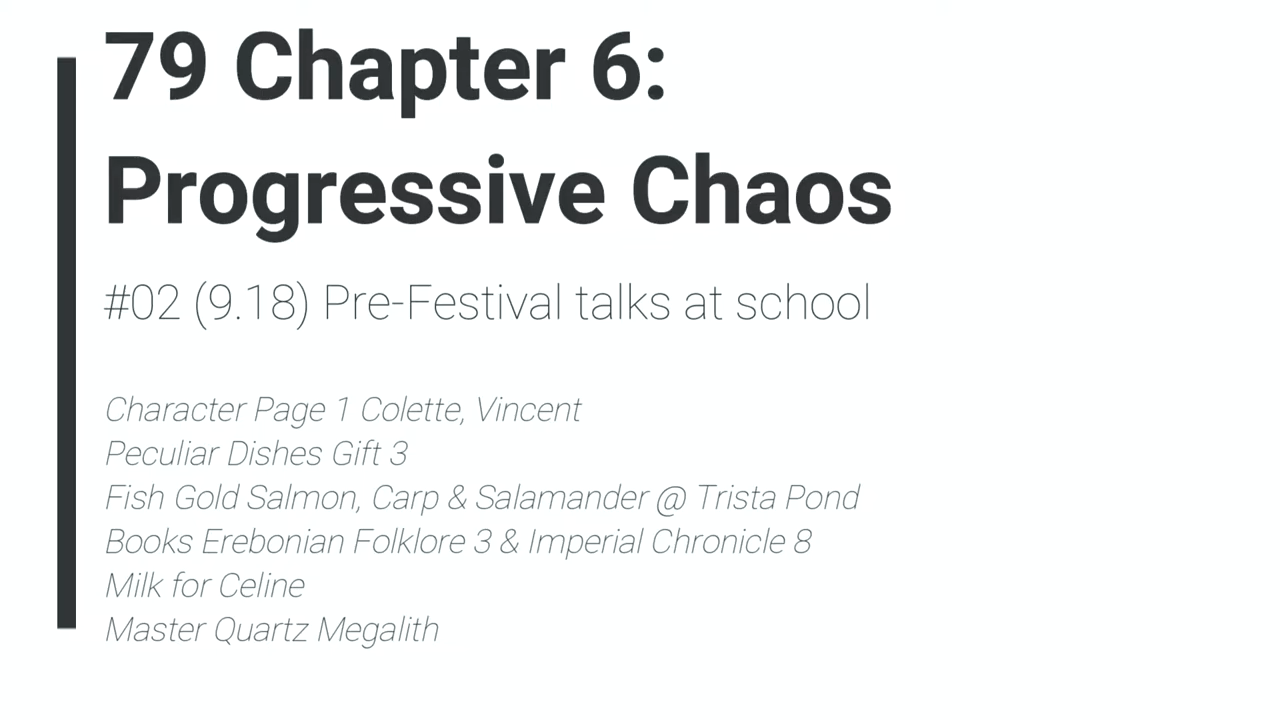 79 Chapter 6:
Progressive Chaos
#02 (9.18) Pre-Festival talks at school
Character Page 1 Colette, Vincent
Peculiar Dishes Gift 3
Fish Gold Salmon, Carp & Salamander @ Trista Pond
Books Erebonian Folklore 3 & Imperial Chronicle 8
Milk for Celine
Master Quartz Megalith